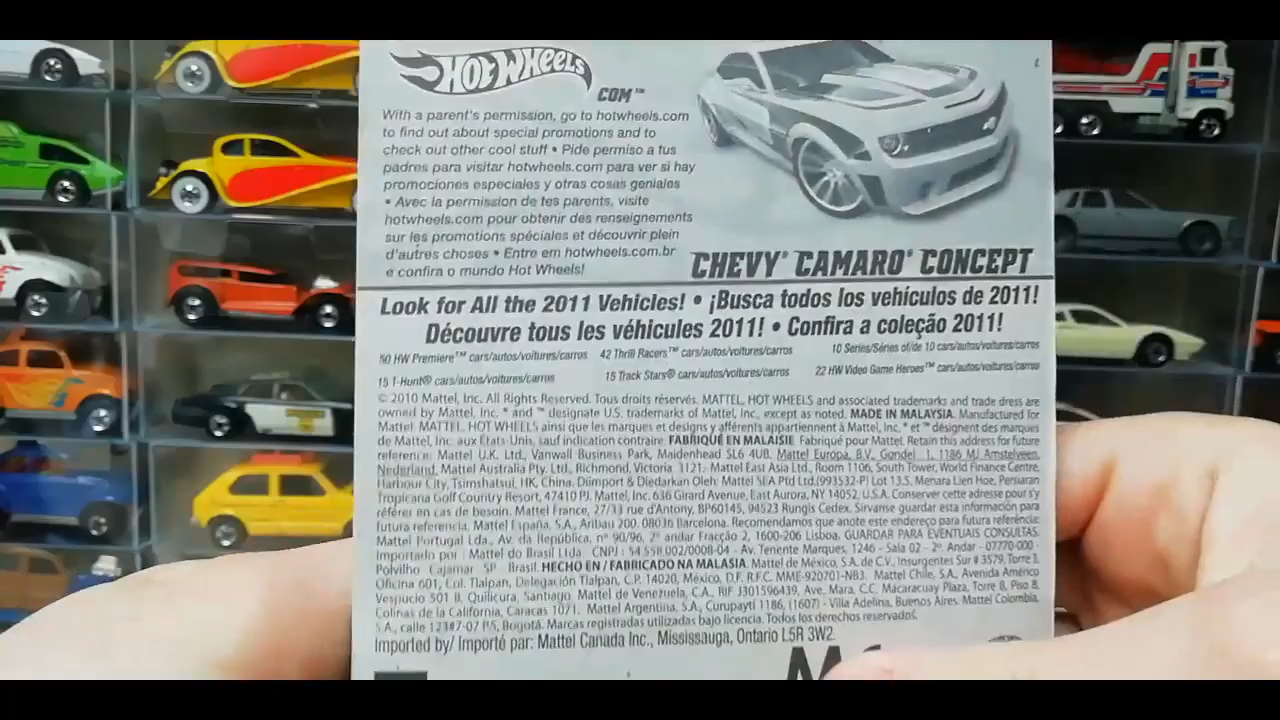 HOT WHEELS
.COM™
With a parent's permission, go to hotwheels.com
to find out about special promotions and to
check out other cool stuff • Pide permiso a tus
padres para visitar hotwheels.com para ver si hay
promociones especiales y otras cosas geniales
• Avec la permission de tes parents, visite
hotwheels.com pour obtenir des renseignements
sur les promotions spéciales et découvrir plein
d'autres choses • Entre em hotwheels.com.br
e confira o mundo Hot Wheels!
CHEVY® CAMARO® CONCEPT
Look for All the 2011 Vehicles! • ¡Busca todos los vehículos de 2011!
Découvre tous les véhicules 2011! • Confira a coleção 2011!
50 HW Premiere™ cars/autos/voitures/carros 42 Thrill Racers™ cars/autos/voitures/carros 10 Series/Séries of/de 10 cars/autos/voitures/carros
15 T-Hunt® cars/autos/voitures/carros 15 Track Stars® cars/autos/voitures/carros 22 HW Video Game Heroes™ cars/autos/voitures/carros
© 2010 Mattel, Inc. All Rights Reserved. Tous droits réservés. MATTEL, HOT WHEELS and associated trademarks and trade dress are
owned by Mattel, Inc. ® and ™ designate U.S. trademarks of Mattel, Inc., except as noted. MADE IN MALAYSIA. Manufactured for
Mattel. MATTEL, HOT WHEELS ainsi que les marques et designs y afférents appartiennent à Mattel, Inc. ® et ™ désignent des marques
de Mattel, Inc. aux États-Unis, sauf indication contraire. FABRIQUÉ EN MALAISIE. Fabriqué pour Mattel. Retain this address for future
reference: Mattel U.K. Ltd., Vanwall Business Park, Maidenhead SL6 4UB. Mattel Europa, B.V., Gondel 1, 1186 MJ Amstelveen,
Nederland. Mattel Australia Pty. Ltd., Richmond, Victoria 3121. Mattel East Asia Ltd., Room 1106, South Tower, World Finance Centre,
Harbour City, Tsimshatsui, HK, China. Diimport & Diedarkan Oleh: Mattel SEA Ptd Ltd.(993532-P) Lot 13.5, Menara Lien Hoe, Persiaran
Tropicana Golf Country Resort, 47410 PJ. Mattel, Inc. 636 Girard Avenue, East Aurora, NY 14052, U.S.A. Conserver cette adresse pour s'y
référer en cas de besoin. Mattel France, 27/33 rue d'Antony, BP60145, 94523 Rungis Cedex. Sírvanse guardar esta información para
futura referencia. Mattel España, S.A., Aribau 200. 08036 Barcelona. Recomendamos que anote este endereço para futura referência:
Mattel Portugal Lda., Av. da República, nº 90/96, 2º andar Fracção 2, 1600-206 Lisboa. GUARDAR PARA EVENTUAIS CONSULTAS.
Importado por : Mattel do Brasil Ltda. CNPJ : 54.558.002/0008-04 - Av. Tenente Marques, 1246 - Sala 02 - 2º Andar - 07770-000 -
Polvilho Cajamar SP Brasil. HECHO EN / FABRICADO NA MALASIA. Mattel de México, S.A. de C.V., Insurgentes Sur # 3579, Torre 3,
Oficina 601, Col. Tlalpan, Delegación Tlalpan, C.P. 14020, México, D.F. R.F.C. MME-920701-NB3. Mattel Chile, S.A., Avenida Américo
Vespucio 501 B, Quilicura, Santiago. Mattel de Venezuela, C.A., RIF J301596439, Ave. Mara, C.C. Macaracuay Plaza, Torre B, Piso 8,
Colinas de la California, Caracas 1071. Mattel Argentina, S.A., Curupaytí 1186, (1607) - Villa Adelina, Buenos Aires. Mattel Colombia,
S.A., calle 123#7-07 P.5, Bogotá. Marcas registradas utilizadas bajo licencia. Todos los derechos reservados.
Imported by/ Importé par: Mattel Canada Inc., Mississauga, Ontario L5R 3W2.